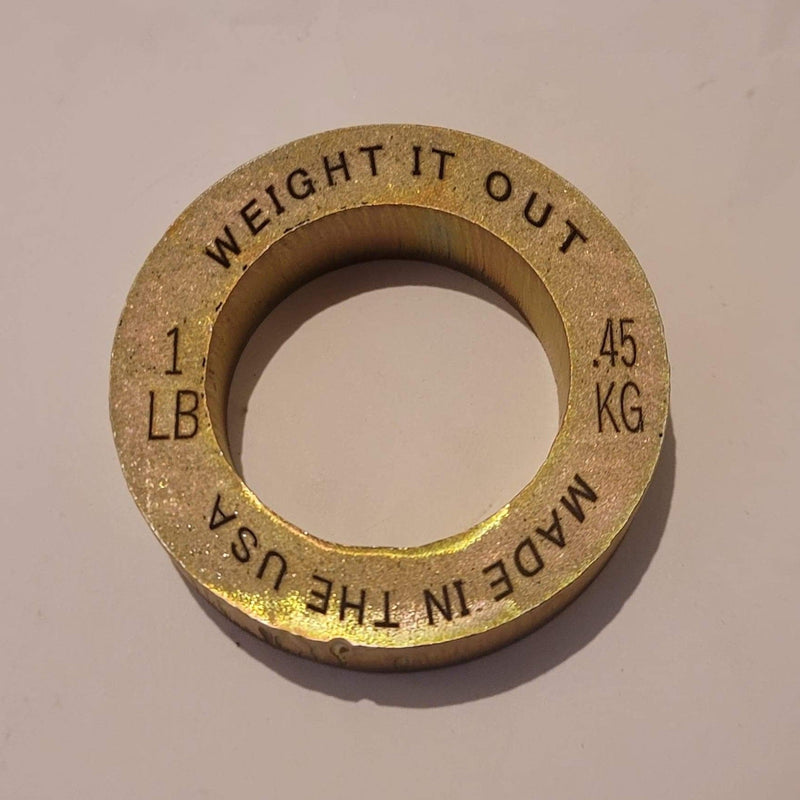 WEIGHT IT OUT
1
LB
.45
KG
MADE IN THE USA